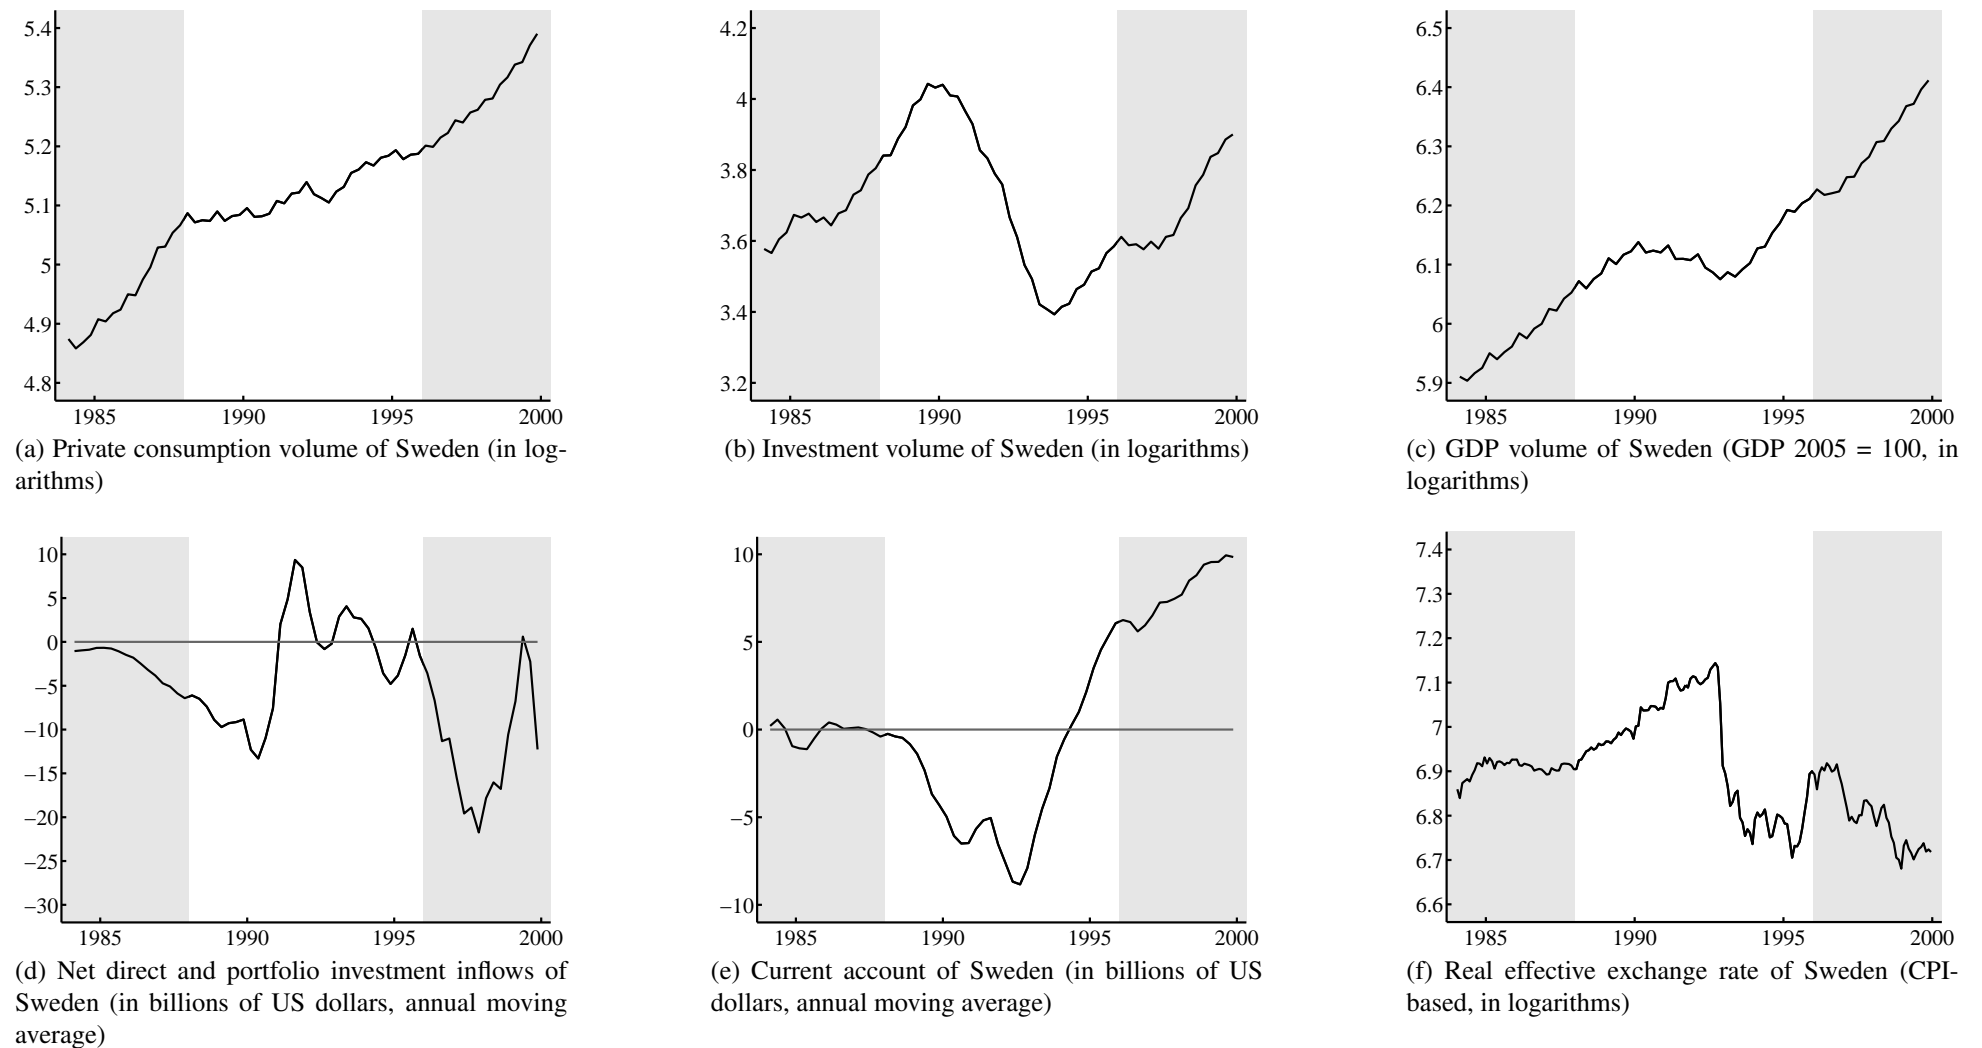 5.4
5.3
5.2
5.1
5
4.9
4.8
1985 1990 1995 2000
(a) Private consumption volume of Sweden (in log-
arithms)
4.2
4
3.8
3.6
3.4
3.2
1985 1990 1995 2000
(b) Investment volume of Sweden (in logarithms)
6.5
6.4
6.3
6.2
6.1
6
5.9
1985 1990 1995 2000
(c) GDP volume of Sweden (GDP 2005 = 100, in
logarithms)
10
5
0
−5
−10
−15
−20
−25
−30
1985 1990 1995 2000
(d) Net direct and portfolio investment inflows of
Sweden (in billions of US dollars, annual moving
average)
10
5
0
−5
−10
1985 1990 1995 2000
(e) Current account of Sweden (in billions of US
dollars, annual moving average)
7.4
7.3
7.2
7.1
7
6.9
6.8
6.7
6.6
1985 1990 1995 2000
(f) Real effective exchange rate of Sweden (CPI-
based, in logarithms)